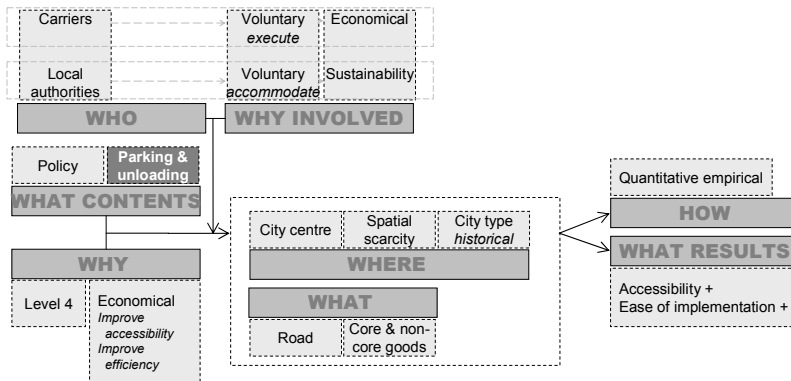 Carriers
Voluntary
execute
Economical
Local
authorities
Voluntary
accommodate
Sustainability
WHO
WHY INVOLVED
Policy
Parking &
unloading
WHAT CONTENTS
WHY
Level 4
Economical
Improve
accessibility
Improve
efficiency
City centre
Spatial
scarcity
City type
historical
WHERE
WHAT
Road
Core & non-
core goods
Quantitative empirical
HOW
WHAT RESULTS
Accessibility +
Ease of implementation +